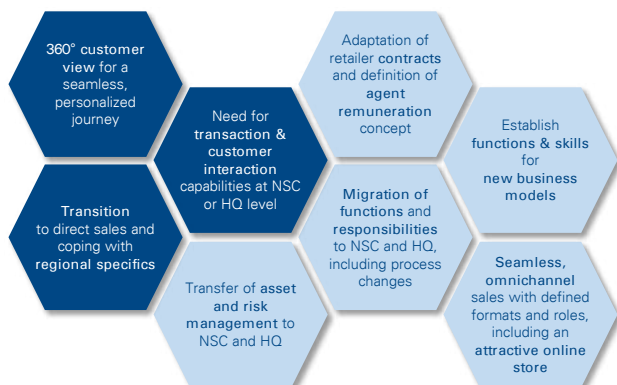 360° customer
view for a
seamless,
personalized
journey
Need for
transaction &
customer
interaction
capabilities at NSC
or HQ level
Adaptation of
retailer contracts
and definition of
agent
remuneration
concept
Establish
functions & skills
for
new business
models
Transition
to direct sales and
coping with
regional specifics
Transfer of asset
and risk
management to
NSC and HQ
Migration of
functions and
responsibilities
to NSC and HQ,
including process
changes
Seamless,
omnichannel
sales with defined
formats and roles,
including an
attractive online
store